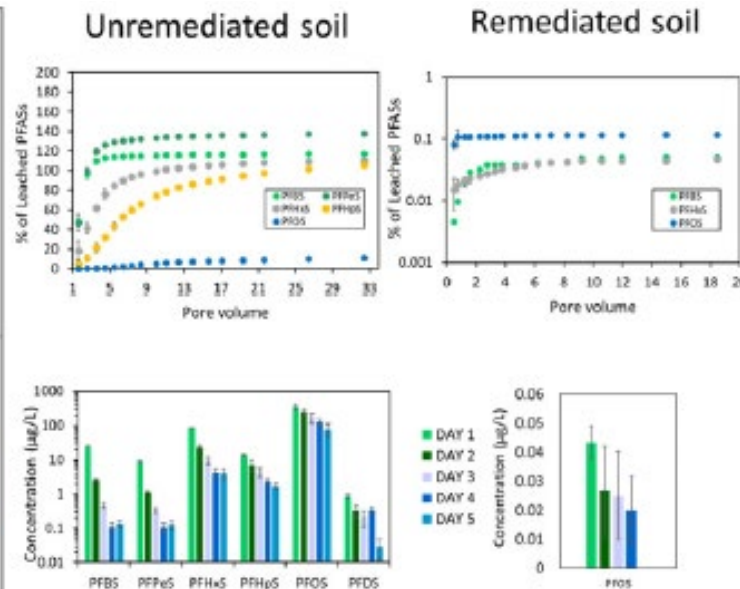 Unremediated soil
Remediated soil
% of Leached PFASs
200
180
160
140
120
100
80
60
40
20
0
1
5
9
13
17
21
25
29
33
Pore volume
PFBS
PFPeS
PFHxS
PFHpS
PFOS
% of Leached PFASs
1
0.1
0.01
0.001
0
2
4
6
8
10
12
14
16
18
20
Pore volume
PFBS
PFHxS
PFOS
Concentration (µg/L)
1000
100
10
1
0.1
0.01
PFBS
PFPeS
PFHxS
PFHpS
PFOS
PFDS
DAY 1
DAY 2
DAY 3
DAY 4
DAY 5
Concentration (µg/L)
0.06
0.05
0.04
0.03
0.02
0.01
0
PFOS